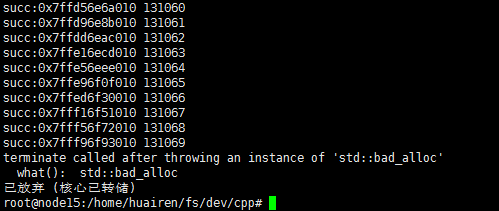 succ:0x7ffd56e6a010 131060
succ:0x7ffd96e8b010 131061
succ:0x7ffdd6eac010 131062
succ:0x7ffe16ecd010 131063
succ:0x7ffe56eee010 131064
succ:0x7ffe96f0f010 131065
succ:0x7ffed6f30010 131066
succ:0x7fff16f51010 131067
succ:0x7fff56f72010 131068
succ:0x7fff96f93010 131069
terminate called after throwing an instance of 'std::bad_alloc'
  what():  std::bad_alloc
已放弃 (核心已转储)
root@node15:/home/huairen/fs/dev/cpp#